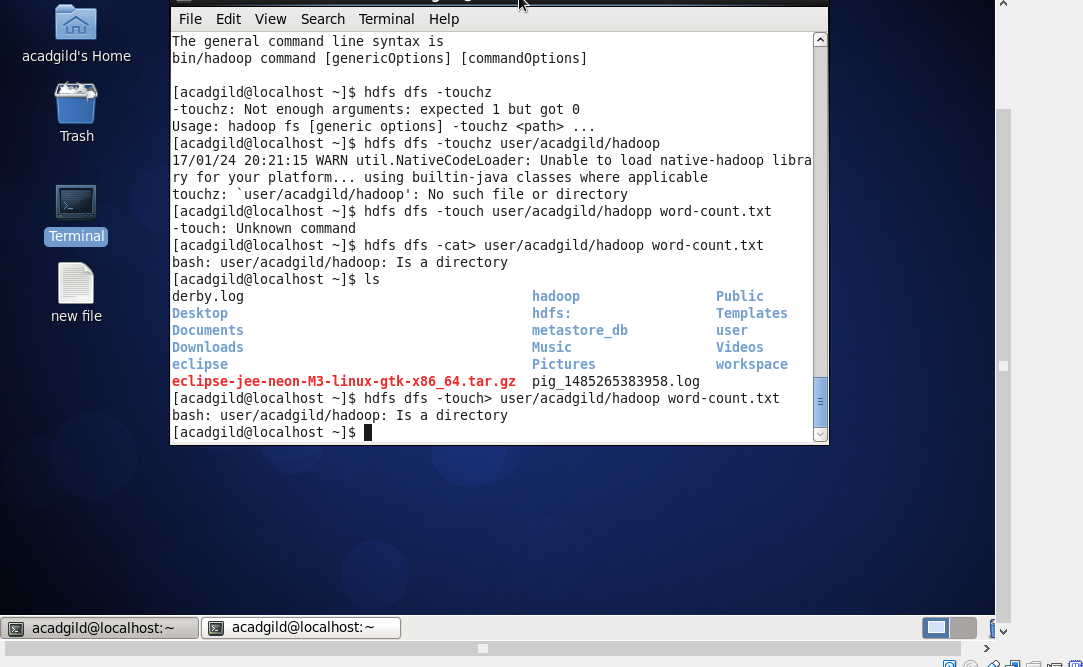 File Edit View Search Terminal Help
acadgild's Home
Trash
Terminal
new file
The general command line syntax is
bin/hadoop command [genericOptions] [commandOptions]
[acadgild@localhost ~]$ hdfs dfs -touchz
-touchz: Not enough arguments: expected 1 but got 0
Usage: hadoop fs [generic options] -touchz <path> ...
[acadgild@localhost ~]$ hdfs dfs -touchz user/acadgild/hadoop
17/01/24 20:21:15 WARN util.NativeCodeLoader: Unable to load native-hadoop libra
ry for your platform... using builtin-java classes where applicable
touchz: `user/acadgild/hadoop': No such file or directory
[acadgild@localhost ~]$ hdfs dfs -touch user/acadgild/hadopp word-count.txt
-touch: Unknown command
[acadgild@localhost ~]$ hdfs dfs -cat> user/acadgild/hadoop word-count.txt
bash: user/acadgild/hadoop: Is a directory
[acadgild@localhost ~]$ ls
derby.log hadoop Public
Desktop hdfs: Templates
Documents metastore_db user
Downloads Music Videos
eclipse Pictures workspace
eclipse-jee-neon-M3-linux-gtk-x86_64.tar.gz pig_1485265383958.log
[acadgild@localhost ~]$ hdfs dfs -touch> user/acadgild/hadoop word-count.txt
bash: user/acadgild/hadoop: Is a directory
[acadgild@localhost ~]$
acadgild@localhost:~ acadgild@localhost:~